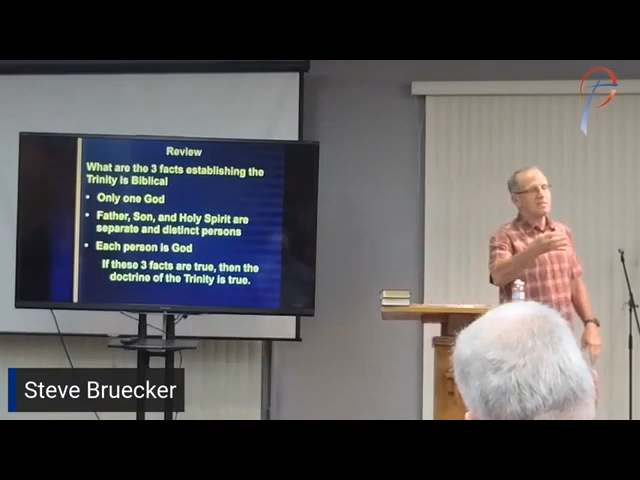 Review
What are the 3 facts establishing the
Trinity is Biblical
• Only one God
• Father, Son, and Holy Spirit are
separate and distinct persons
• Each person is God
If these 3 facts are true, then the
doctrine of the Trinity is true.
Steve Bruecker